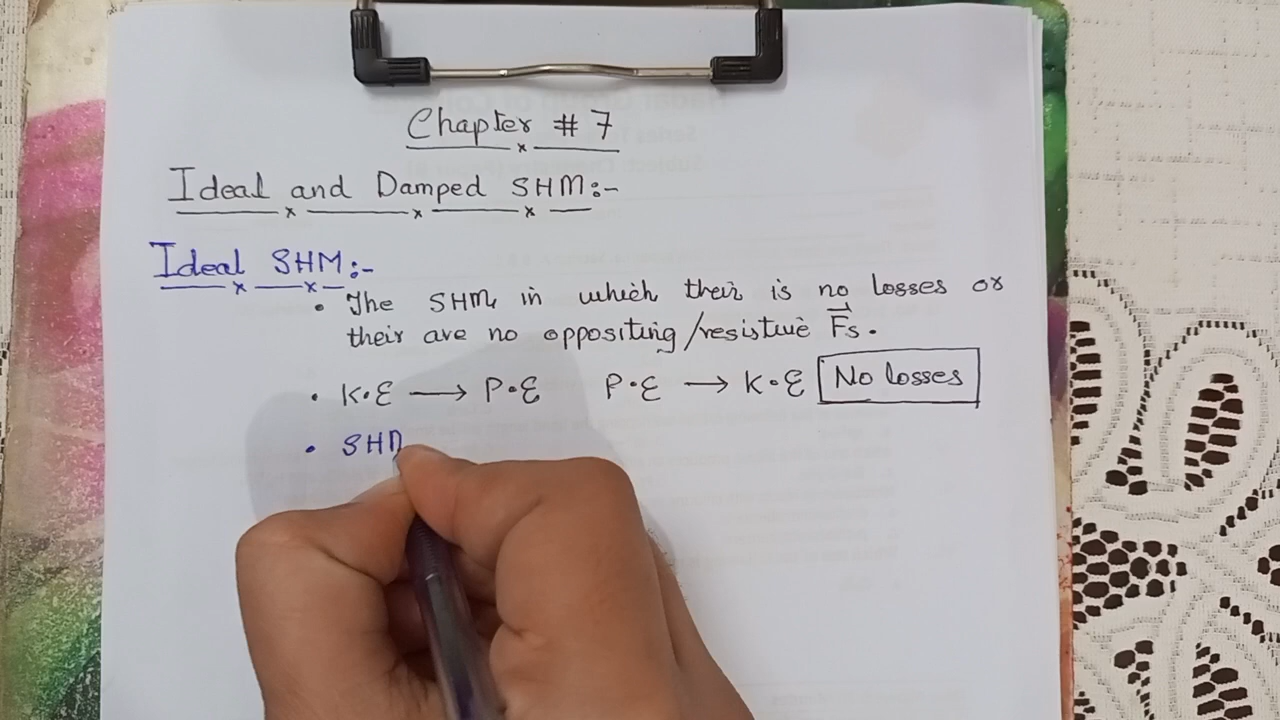 Chapter # 7
Ideal and Damped SHM:-
Ideal SHM:-
• The SHM, in which their is no losses or
their are no oppositing/resistive F⃗s.
• K.E → P.E P.E → K.E No losses
• SHM